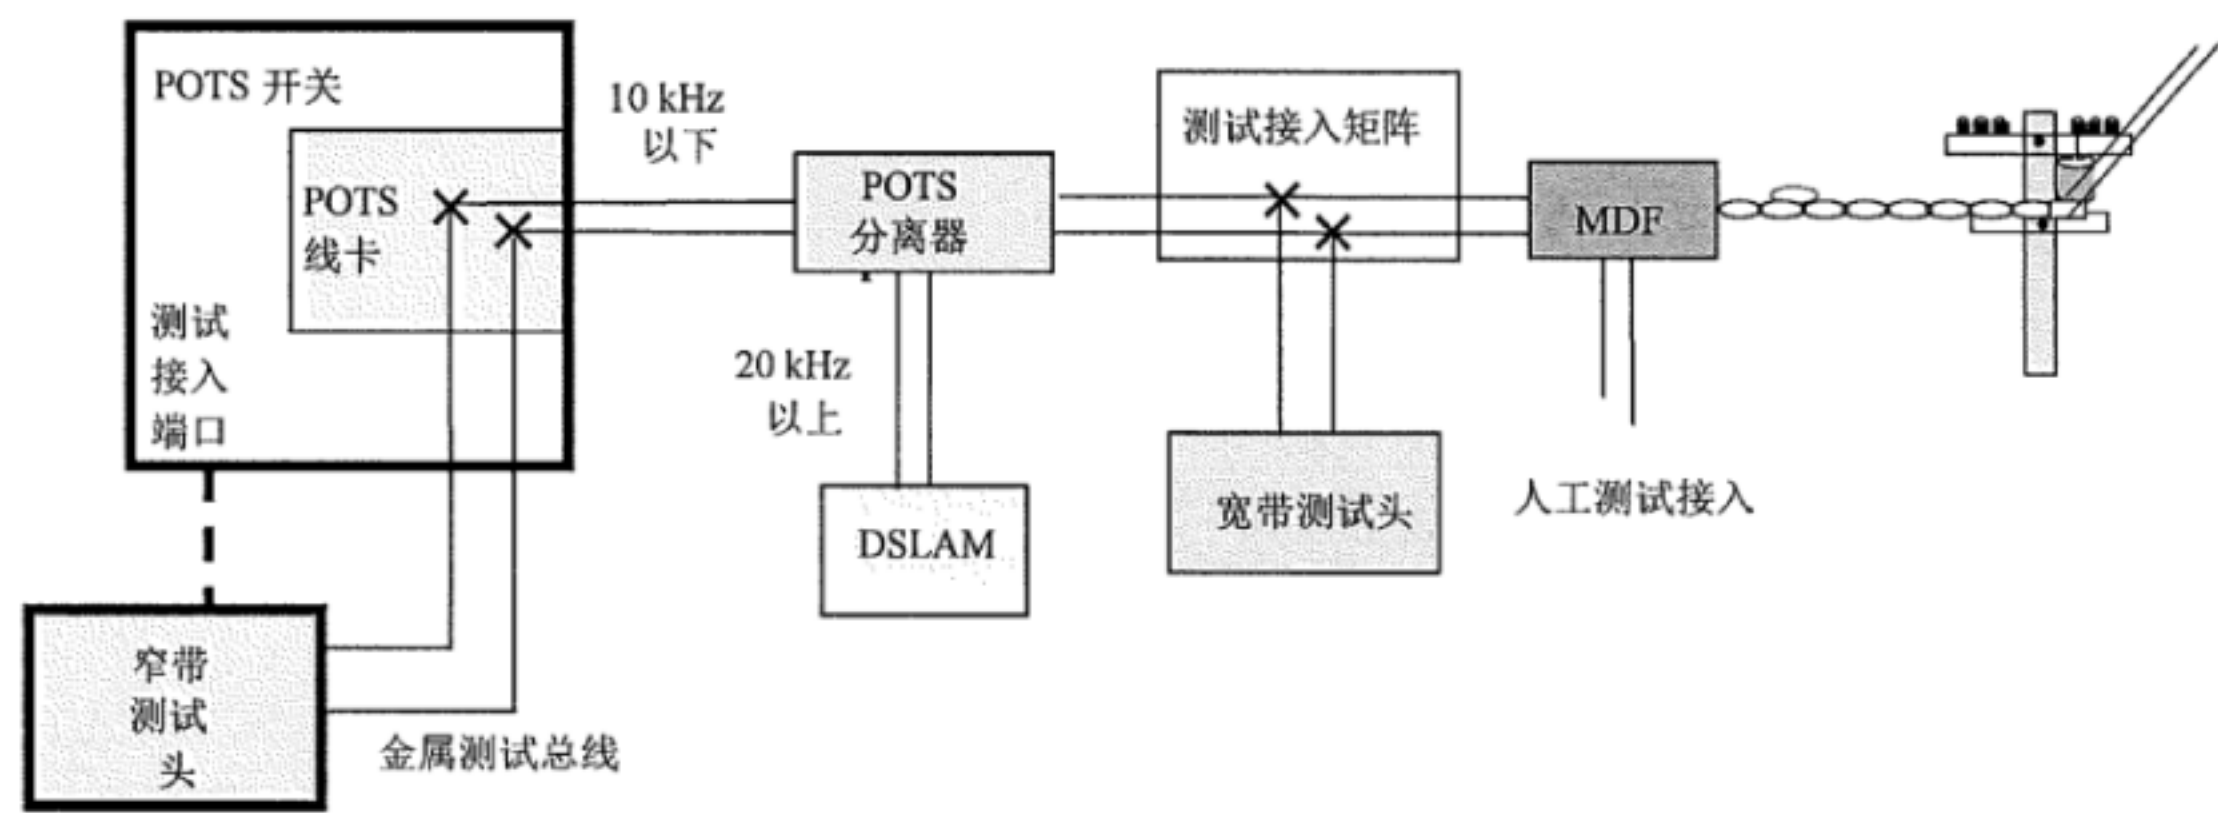 POTS 开关
POTS
线卡
测试
接入
端口
10 kHz
以下
POTS
分离器
测试接入矩阵
MDF
20 kHz
以上
DSLAM
宽带测试头
人工测试接入
窄带
测试
头
金属测试总线